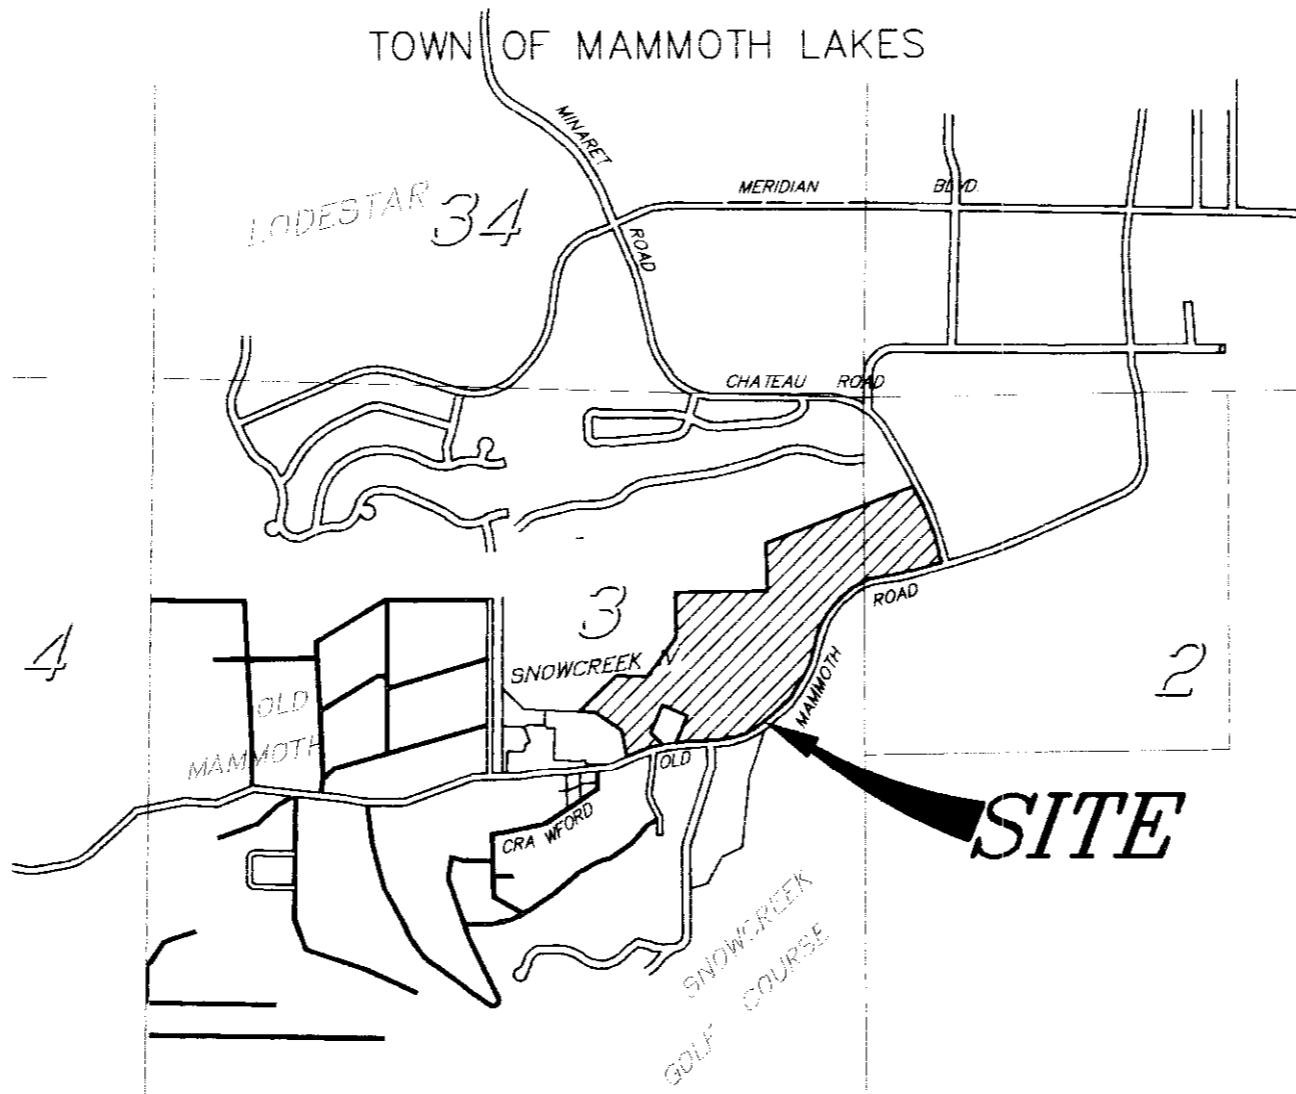 TOWN OF MAMMOTH LAKES
MINARET
ROAD
MERIDIAN BLVD.
LODESTAR
34
CHATEAU ROAD
3
4
2
SNOWCREEK IV
ROAD
MAMMOTH
OLD
OLD
MAMMOTH
CRAWFORD
SITE
SNOWCREEK
GOLF COURSE